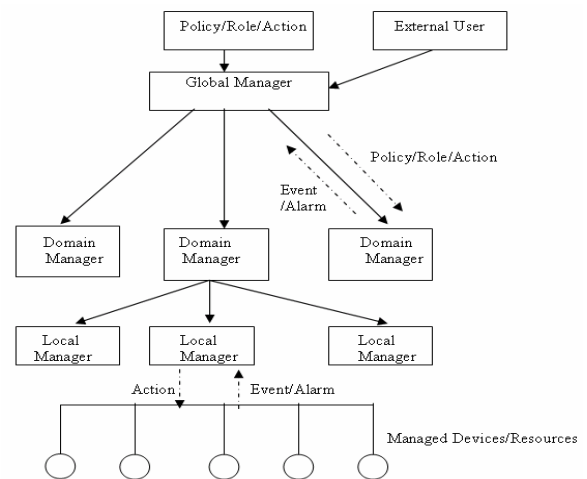 Policy/Role/Action
External User
Global Manager
Policy/Role/Action
Event
/Alarm
Domain
Manager
Domain
Manager
Domain
Manager
Local
Manager
Local
Manager
Local
Manager
Action
Event/Alarm
Managed Devices/Resources